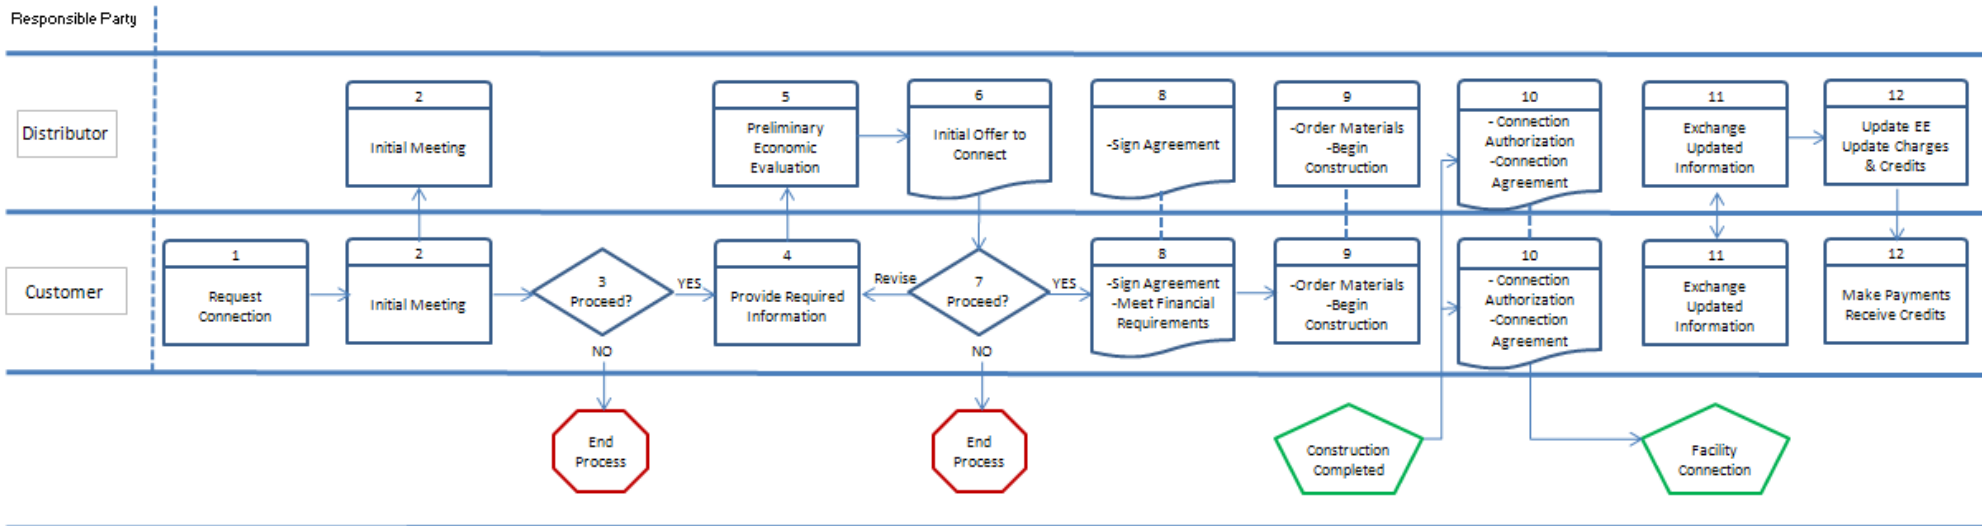 Responsible Party
Distributor
2
Initial Meeting
5
Preliminary
Economic
Evaluation
6
Initial Offer to
Connect
8
-Sign Agreement
9
-Order Materials
-Begin
Construction
10
- Connection
Authorization
-Connection
Agreement
11
Exchange
Updated
Information
12
Update EE
Update Charges
& Credits
Customer
1
Request
Connection
2
Initial Meeting
3
Proceed?
YES
NO
4
Provide Required
Information
Revise
7
Proceed?
YES
NO
8
-Sign Agreement
-Meet Financial
Requirements
9
-Order Materials
-Begin
Construction
10
- Connection
Authorization
-Connection
Agreement
11
Exchange
Updated
Information
12
Make Payments
Receive Credits
End
Process
End
Process
Construction
Completed
Facility
Connection